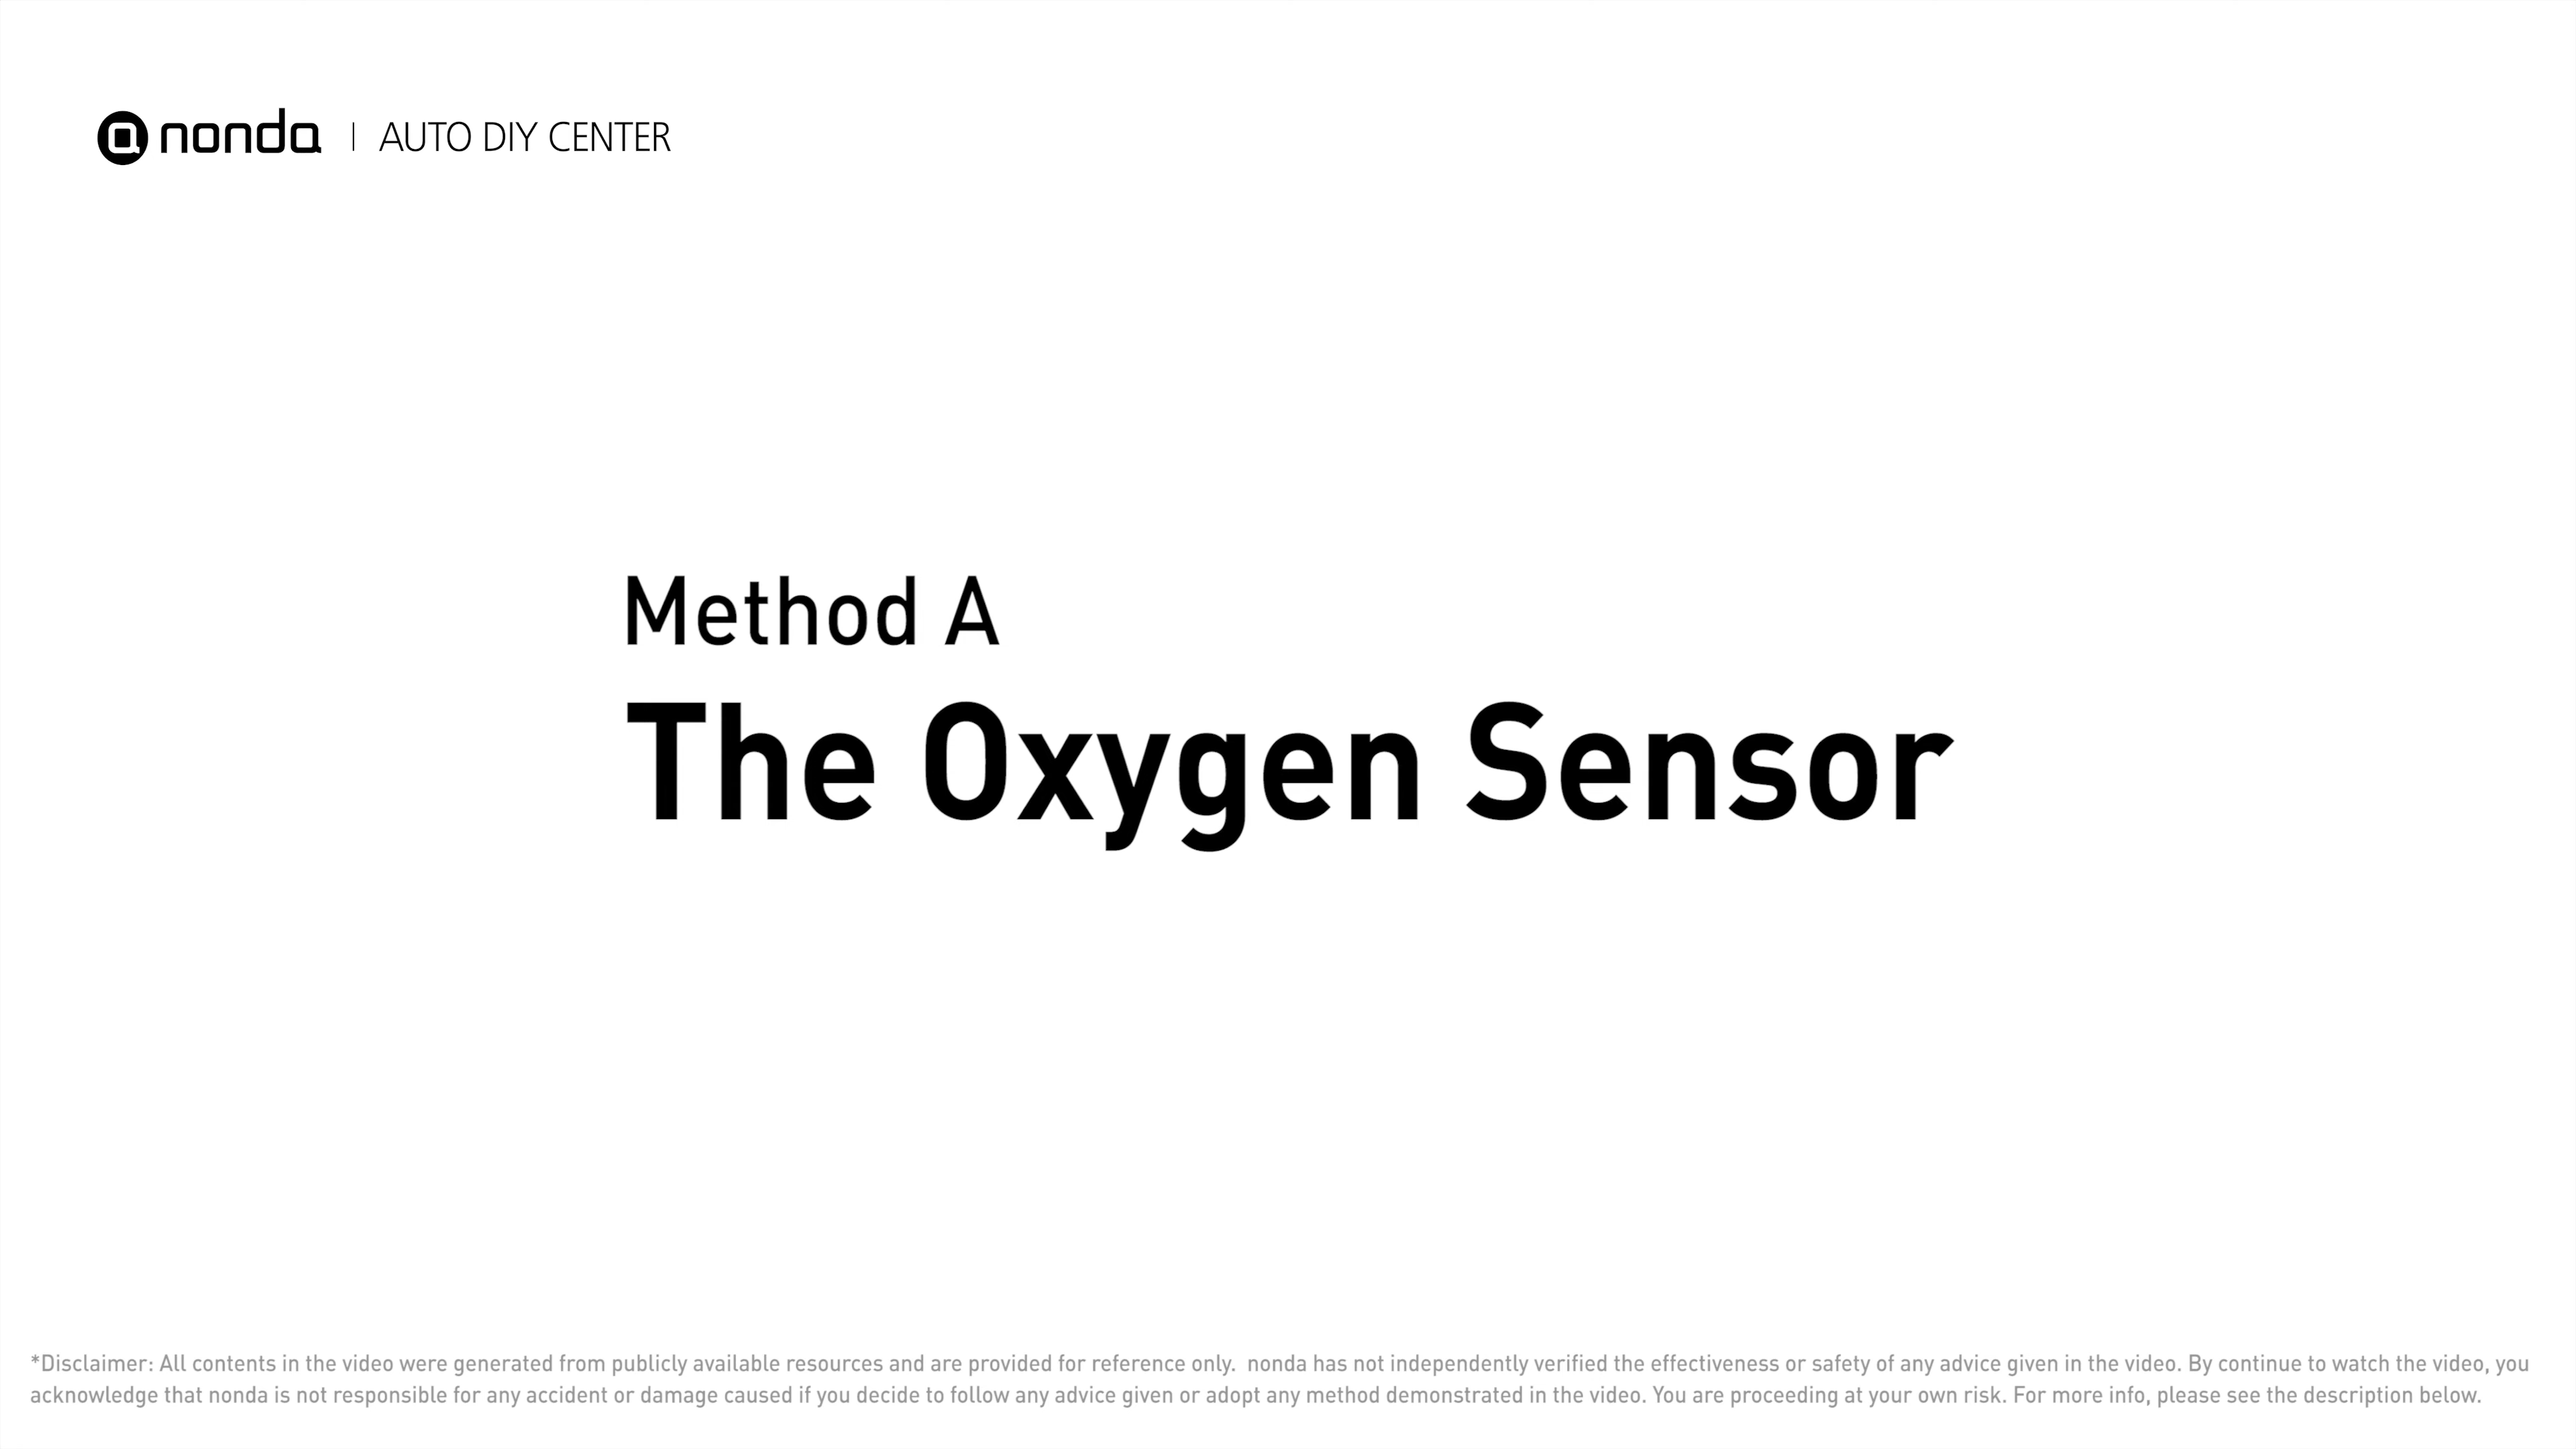 nonda | AUTO DIY CENTER
Method A
The Oxygen Sensor
*Disclaimer: All contents in the video were generated from publicly available resources and are provided for reference only.  nonda has not independently verified the effectiveness or safety of any advice given in the video. By continue to watch the video, you
acknowledge that nonda is not responsible for any accident or damage caused if you decide to follow any advice given or adopt any method demonstrated in the video. You are proceeding at your own risk. For more info, please see the description below.